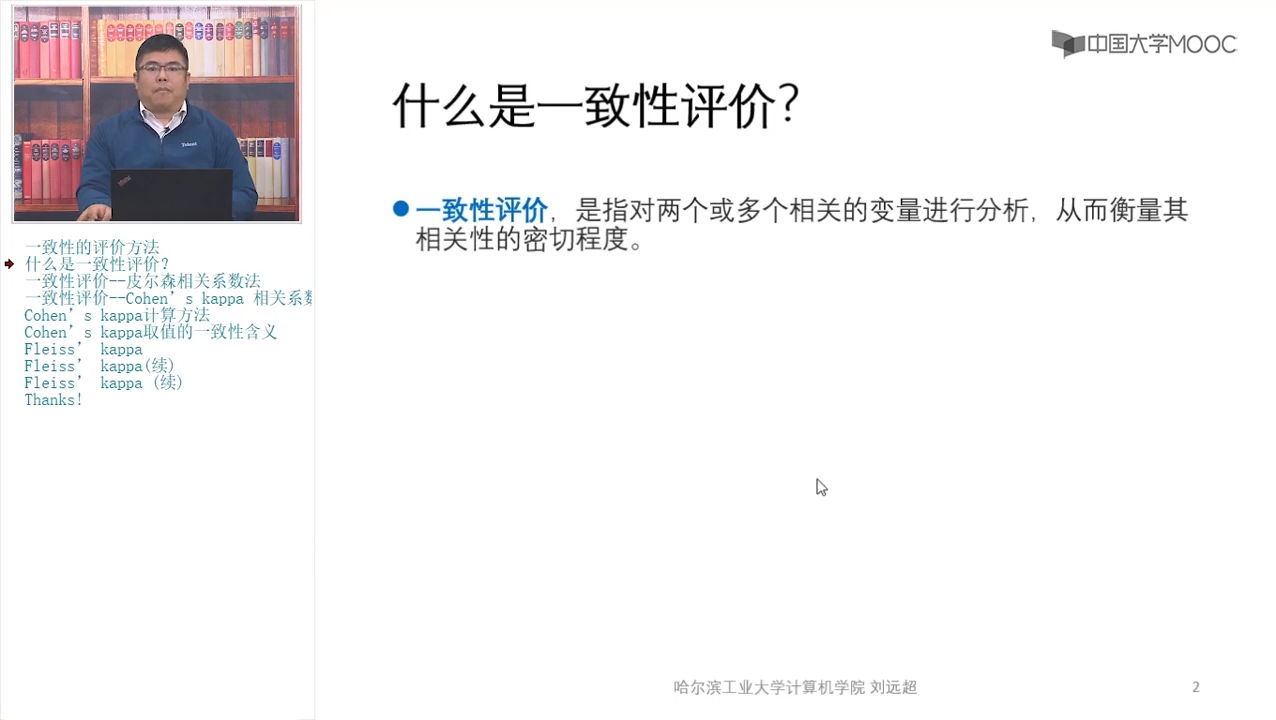 中国大学MOOC
什么是一致性评价?
一致性评价，是指对两个或多个相关的变量进行分析，从而衡量其
相关性的密切程度。
一致性的评价方法
什么是一致性评价?
一致性评价--皮尔森相关系数法
一致性评价--Cohen’s kappa 相关系数
Cohen’s kappa计算方法
Cohen’s kappa取值的一致性含义
Fleiss’ kappa
Fleiss’ kappa(续)
Fleiss’ kappa (续)
Thanks!
哈尔滨工业大学计算机学院 刘远超
2